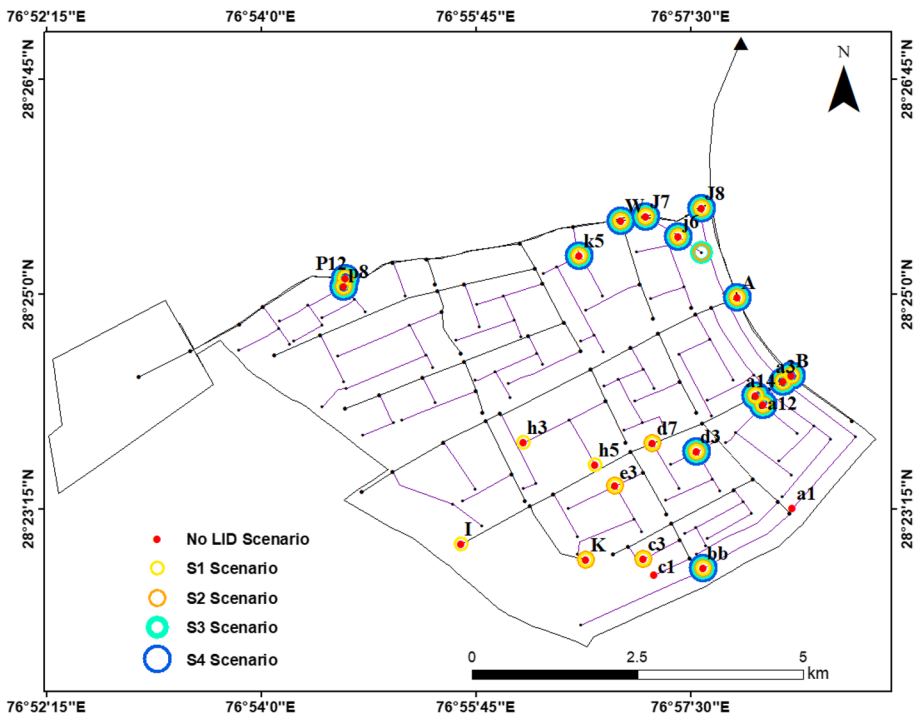 76°52'15"E 76°54'0"E 76°55'45"E 76°57'30"E
28°26'45"N 28°26'45"N
N
J8
W J7
j6
k5
P12
p8
28°25'0"N 28°25'0"N
A
a3 B
a14
a12
h3 d7 d3
h5
e3
28°23'15"N 28°23'15"N
a1
I
No LID Scenario
K c3 bb
c1
S1 Scenario
S2 Scenario
S3 Scenario
S4 Scenario
0 2.5 5
km
76°52'15"E 76°54'0"E 76°55'45"E 76°57'30"E